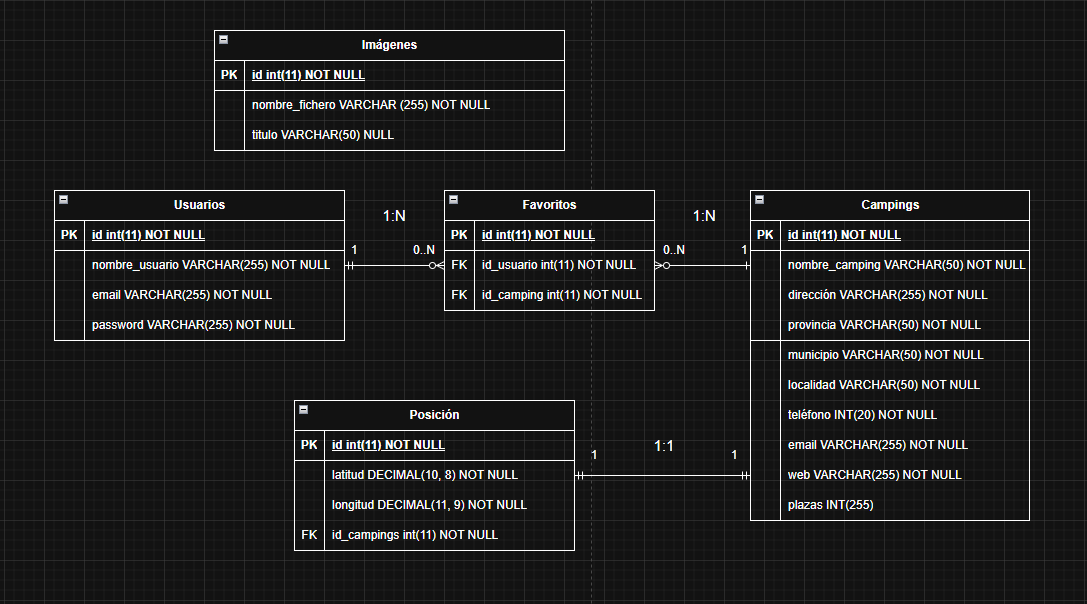 Imágenes
PK id int(11) NOT NULL
nombre_fichero VARCHAR (255) NOT NULL
titulo VARCHAR(50) NULL
Usuarios
PK id int(11) NOT NULL
nombre_usuario VARCHAR(255) NOT NULL
email VARCHAR(255) NOT NULL
password VARCHAR(255) NOT NULL
1:N
1
0..N
Favoritos
PK id int(11) NOT NULL
FK id_usuario int(11) NOT NULL
FK id_camping int(11) NOT NULL
1:N
0..N
1
Campings
PK id int(11) NOT NULL
nombre_camping VARCHAR(50) NOT NULL
dirección VARCHAR(255) NOT NULL
provincia VARCHAR(50) NOT NULL
municipio VARCHAR(50) NOT NULL
localidad VARCHAR(50) NOT NULL
teléfono INT(20) NOT NULL
email VARCHAR(255) NOT NULL
web VARCHAR(255) NOT NULL
plazas INT(255)
Posición
PK id int(11) NOT NULL
latitud DECIMAL(10, 8) NOT NULL
longitud DECIMAL(11, 9) NOT NULL
FK id_campings int(11) NOT NULL
1
1:1
1